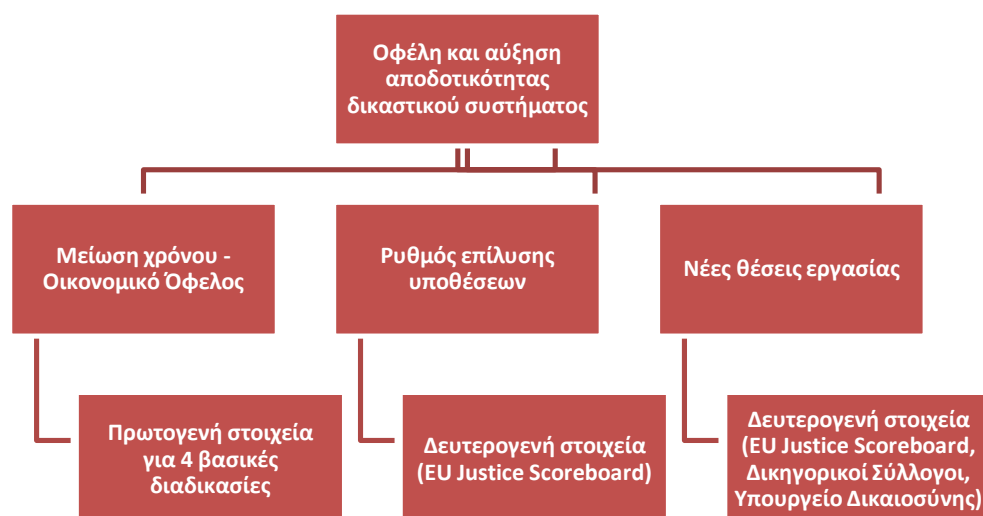 Οφέλη και αύξηση
αποδοτικότητας
δικαστικού συστήματος
Μείωση χρόνου -
Οικονομικό Όφελος
Ρυθμός επίλυσης
υποθέσεων
Νέες θέσεις εργασίας
Πρωτογενή στοιχεία
για 4 βασικές
διαδικασίες
Δευτερογενή στοιχεία
(EU Justice Scoreboard)
Δευτερογενή στοιχεία
(EU Justice Scoreboard,
Δικηγορικοί Σύλλογοι,
Υπουργείο Δικαιοσύνης)